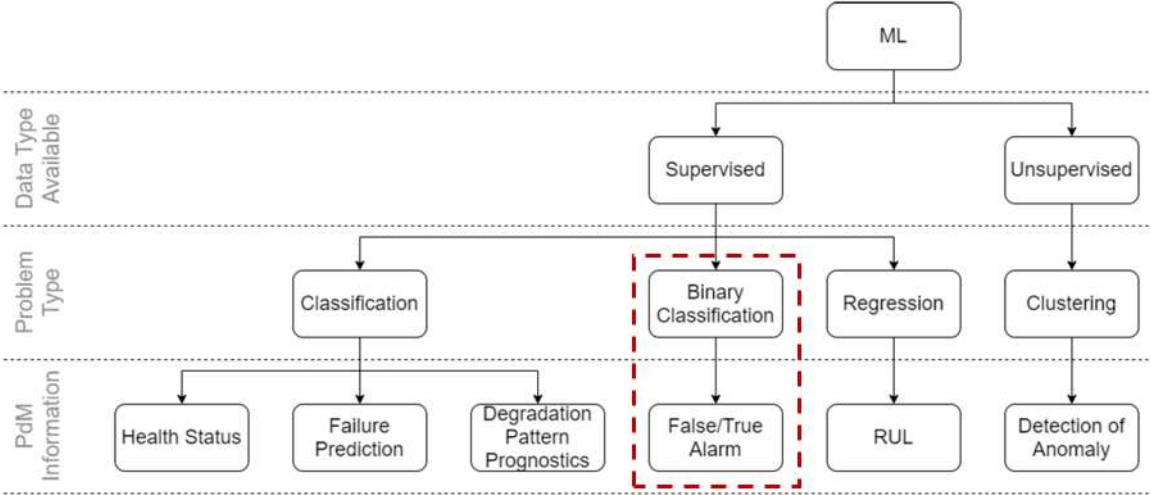 ML
Data Type
Available
Supervised
Unsupervised
Problem
Type
Classification
Binary
Classification
Regression
Clustering
PdM
Information
Health Status
Failure
Prediction
Degradation
Pattern
Prognostics
False/True
Alarm
RUL
Detection of
Anomaly